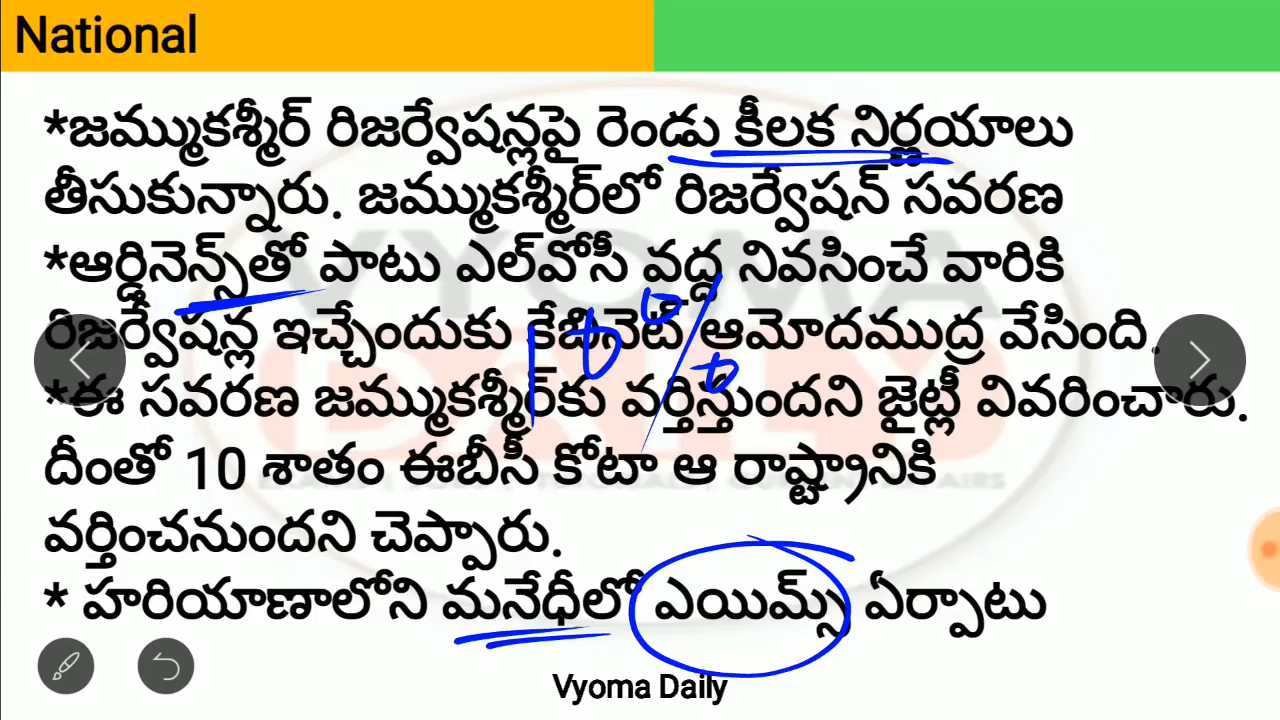 National
*జమ్ముకశ్మీర్ రిజర్వేషన్లపై రెండు కీలక నిర్ణయాలు
తీసుకున్నారు. జమ్ముకశ్మీర్‌లో రిజర్వేషన్ సవరణ
*ఆర్డినెన్స్‌తో పాటు ఎల్‌వోసీ వద్ద నివసించే వారికి
రిజర్వేషన్ల ఇచ్చేందుకు కేబినెట్ ఆమోదముద్ర వేసింది.
*ఈ సవరణ జమ్ముకశ్మీర్‌కు వర్తిస్తుందని జైట్లీ వివరించారు.
దీంతో 10 శాతం ఈబీసీ కోటా ఆ రాష్ట్రానికి
వర్తించనుందని చెప్పారు.
* హరియాణాలోని మనేధీలో ఎయిమ్స్ ఏర్పాటు
Vyoma Daily